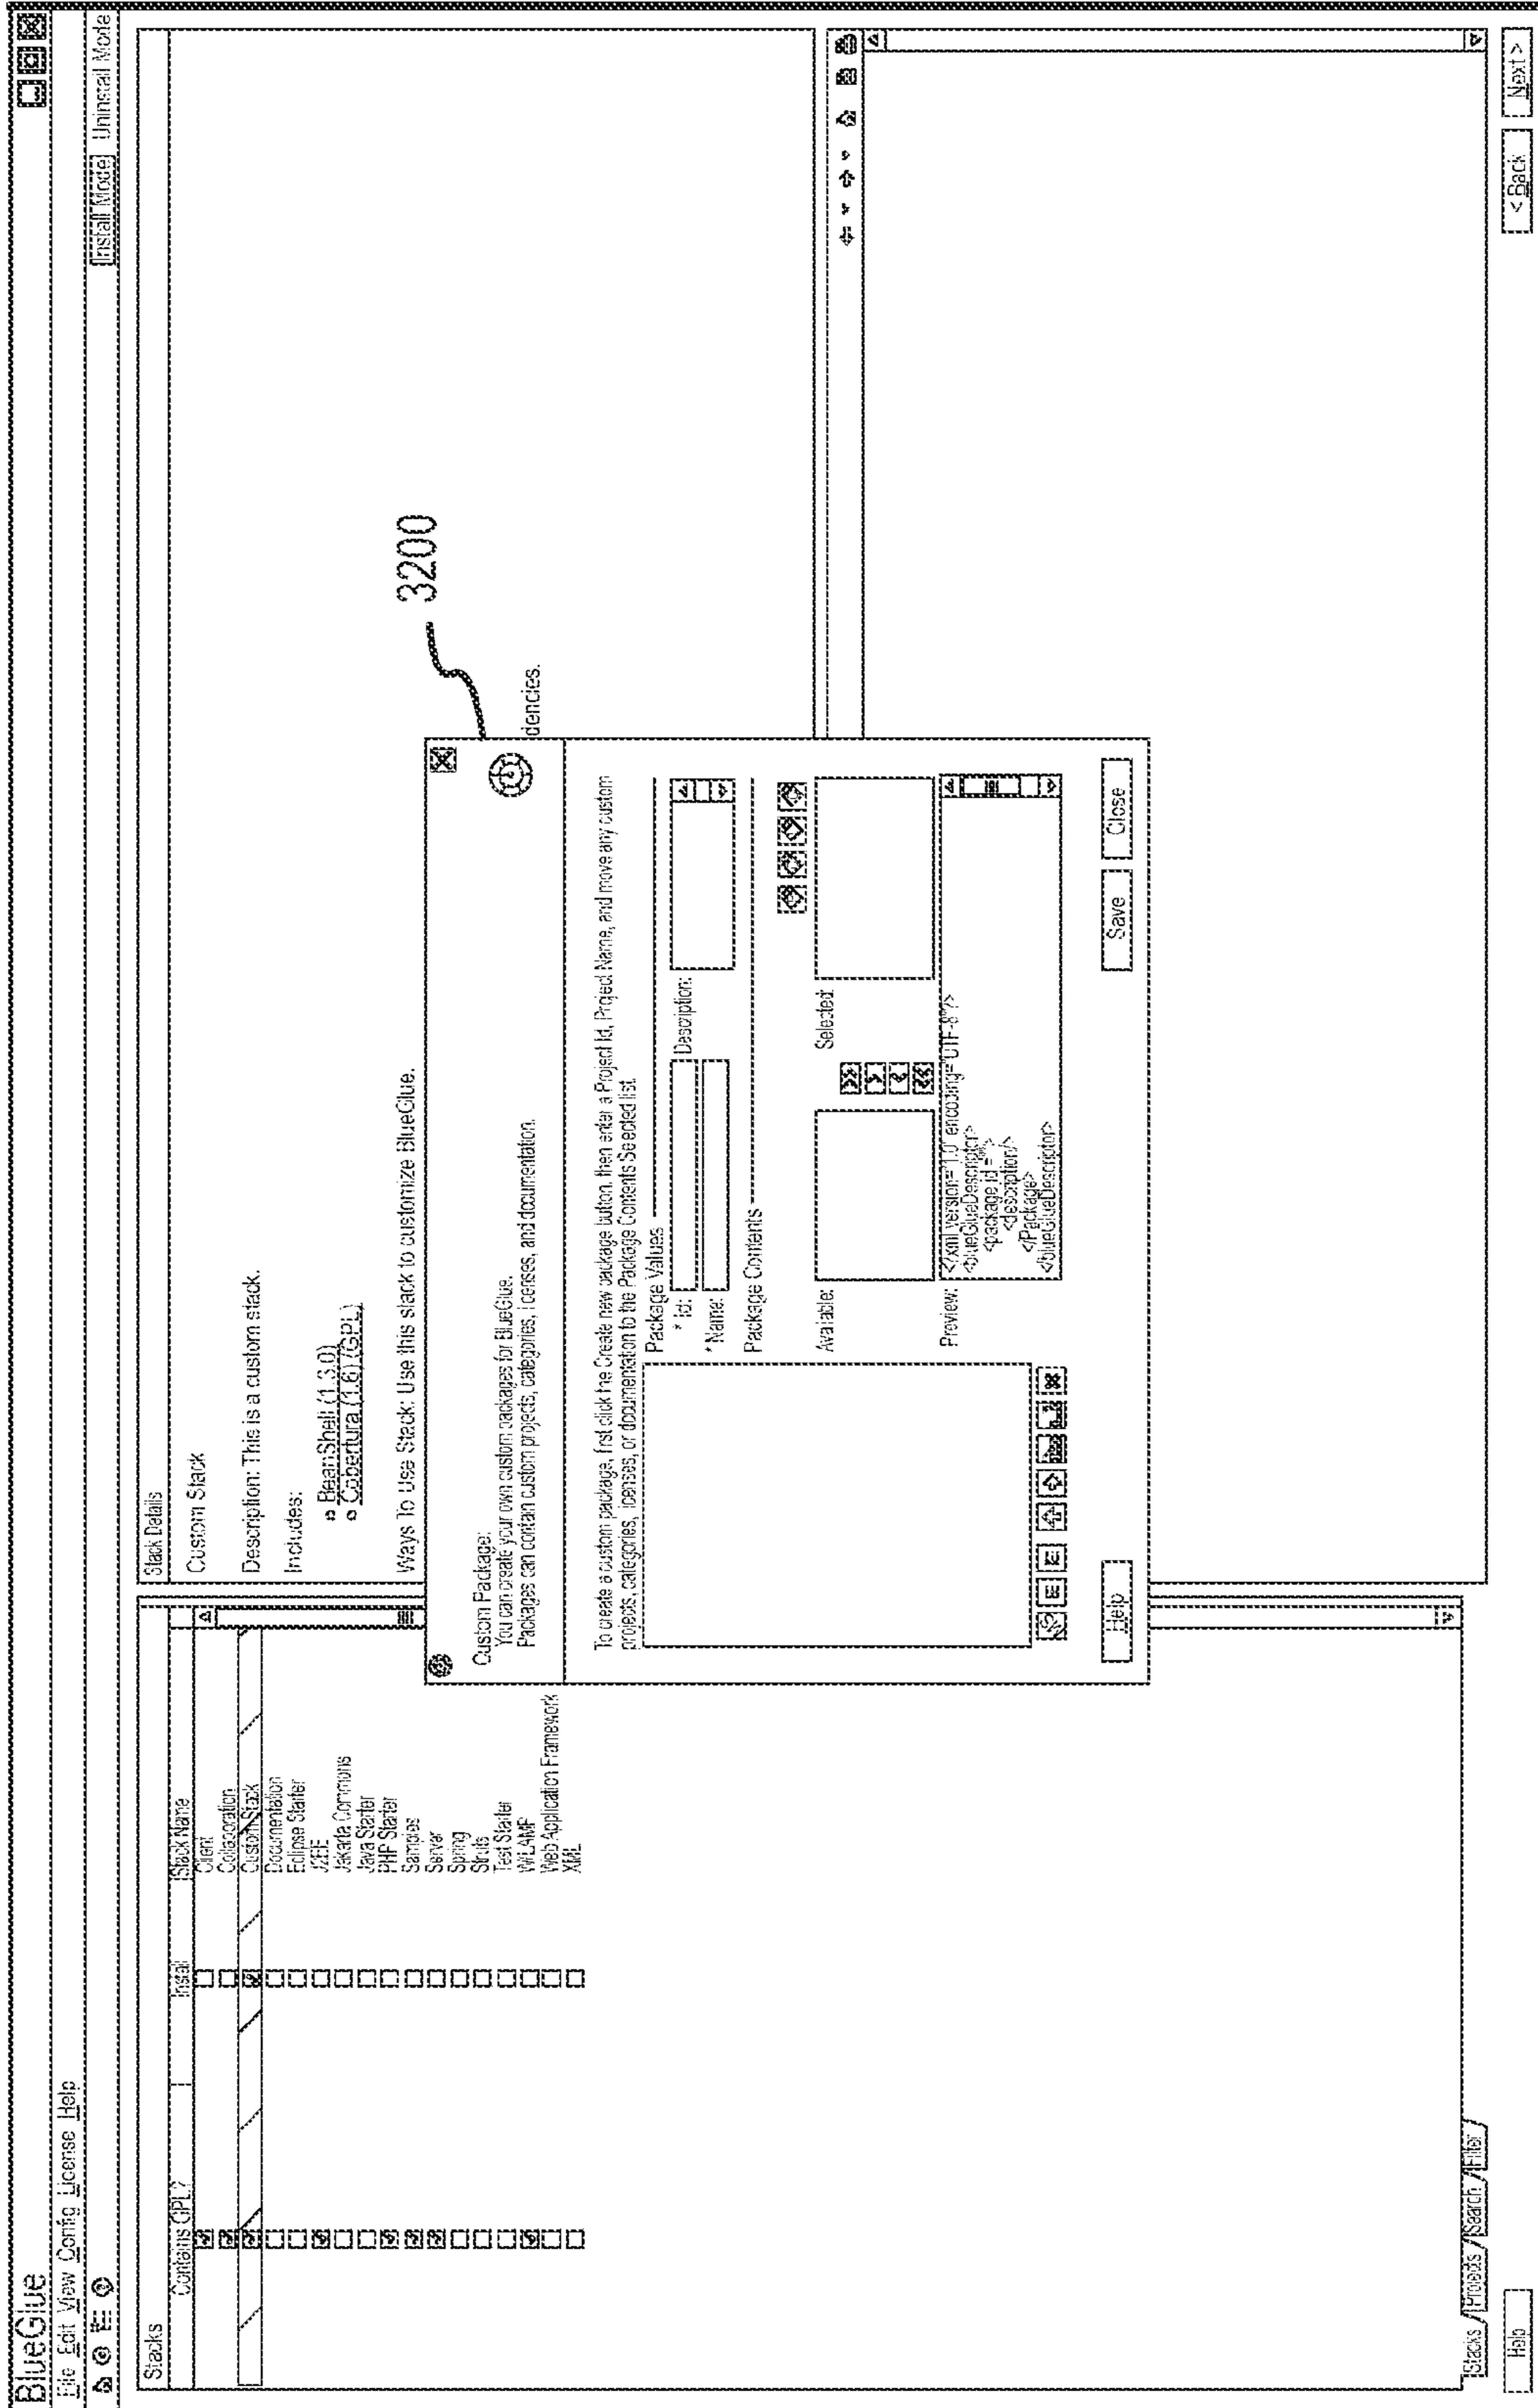 BlueGlue
File Edit View Config License Help
Install Mode Uninstall Mode
Stacks
Contains GPL? Install Stack Name
Client
Collaboration
Custom Stack
Documentation
Eclipse Starter
J2EE
Jakarta Commons
Java Starter
PHP Starter
Samples
Server
Spring
Struts
Test Starter
WLAMP
Web Application Framework
XML
Stacks Projects Search Filter
Help
Stack Details
Custom Stack
Description: This is a custom stack.
Includes:
BeanShell (1.3.0)
Cobertura (1.6) (GPL)
Ways To Use Stack: Use this stack to customize BlueGlue.
dencies.
3200
Custom Package:
You can create your own custom packages for BlueGlue.
Packages can contain custom projects, categories, licenses, and documentation.
To create a custom package, first click the Create new package button, then enter a Project Id, Project Name, and move any custom
projects, categories, licenses, or documentation to the Package Contents Selected list.
Package Values
* Id: Description:
* Name:
Package Contents
Available: Selected:
Preview:
<?xml version="1.0" encoding="UTF-8"?/>
<blueGlueDescriptor>
<package id ="">
<description/>
</Package>
</blueGlueDescriptor>
Help Save Close
< Back Next >